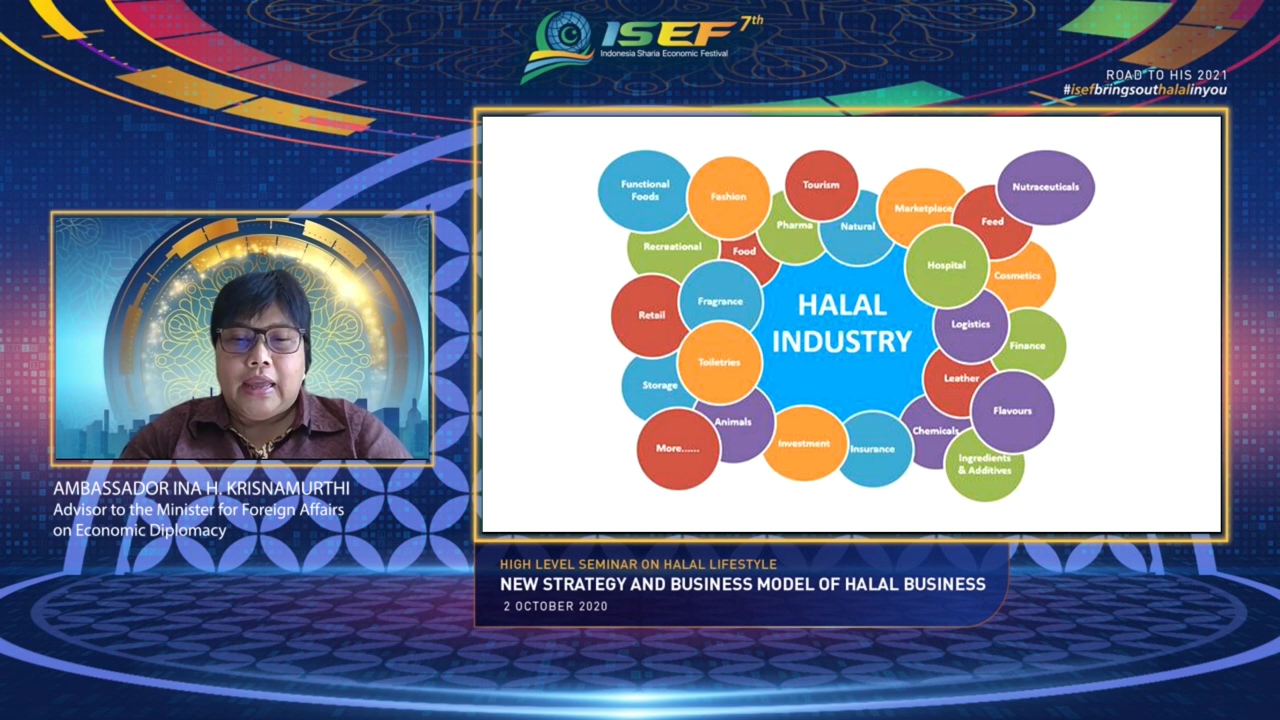 ISEF 7th
Indonesia Sharia Economic Festival
ROAD TO HIS 2021
#isefbringsouthalalinyou
Functional
Foods
Fashion
Tourism
Marketplace
Nutraceuticals
Recreational
Food
Pharma
Natural
Feed
Hospital
Cosmetics
Retail
Fragrance
HALAL
INDUSTRY
Logistics
Finance
Storage
Toiletries
Leather
Flavours
More......
Animals
Investment
Insurance
Chemicals
Ingredients
& Additives
AMBASSADOR INA H. KRISNAMURTHI
Advisor to the Minister for Foreign Affairs
on Economic Diplomacy
HIGH LEVEL SEMINAR ON HALAL LIFESTYLE
NEW STRATEGY AND BUSINESS MODEL OF HALAL BUSINESS
2 OCTOBER 2020